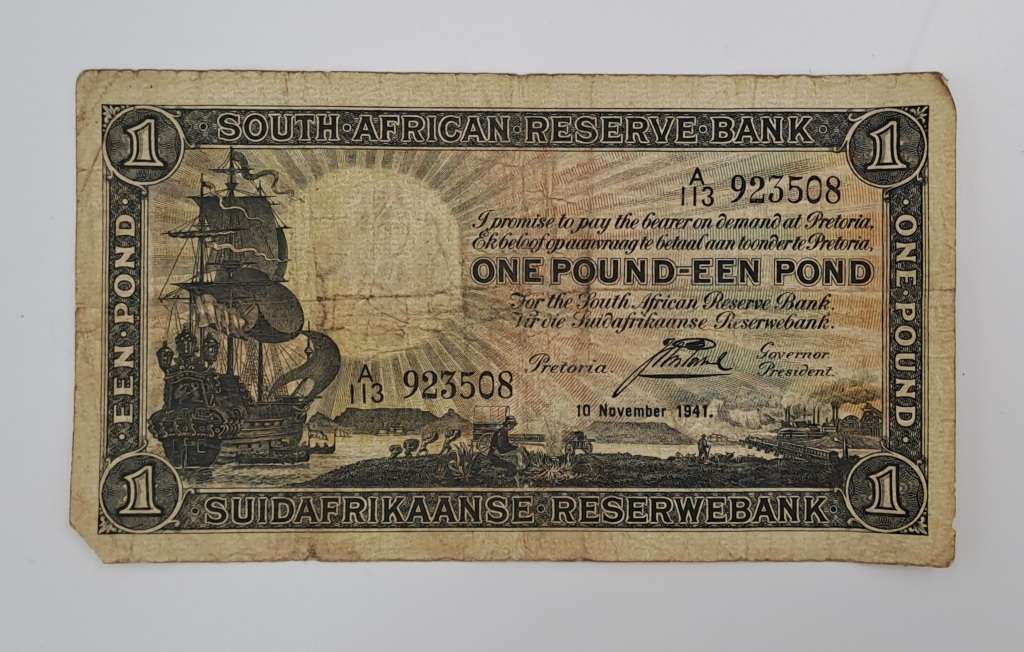 1 SOUTH·AFRICAN·RESERVE·BANK 1
·EEN·POND·
·ONE·POUND·
A
113 923508
I promise to pay the bearer on demand at Pretoria,
Ek beloof op aanvraag te betaal aan toonder te Pretoria,
ONE POUND-EEN POND
For the South African Reserve Bank.
Vir die Suidafrikaanse Reserwebank.
Pretoria. Governor
President.
A
113 923508
10 November 1941.
1 SUIDAFRIKAANSE·RESERWEBANK 1